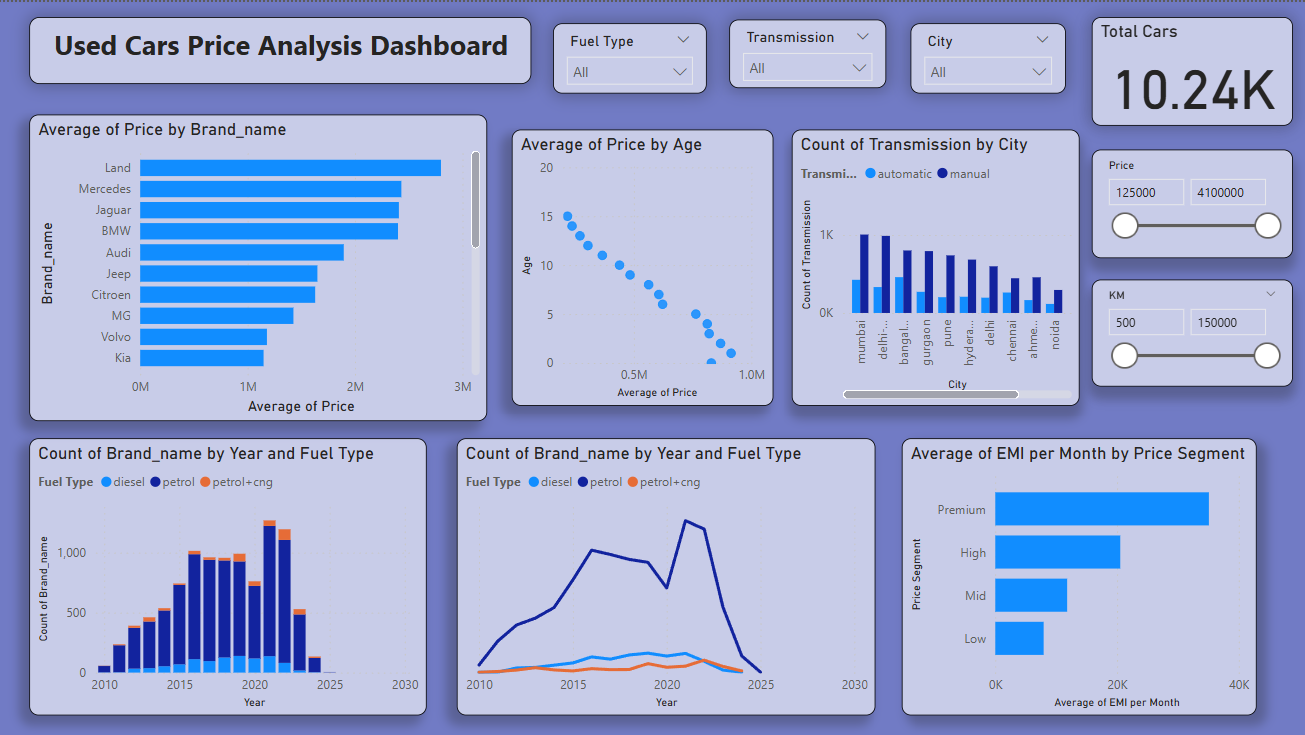 Used Cars Price Analysis Dashboard
Fuel Type
All
Transmission
All
City
All
Total Cars
10.24K
Average of Price by Brand_name
Brand_name
Land
Mercedes
Jaguar
BMW
Audi
Jeep
Citroen
MG
Volvo
Kia
0M 1M 2M 3M
Average of Price
Average of Price by Age
Age
20
15
10
5
0
0.5M 1.0M
Average of Price
Count of Transmission by City
Transmi... automatic manual
Count of Transmission
1K
0K
mumbai
delhi-...
bangal...
gurgaon
pune
hydera...
delhi
chennai
ahme...
noida
City
Price
125000 4100000
KM
500 150000
Count of Brand_name by Year and Fuel Type
Fuel Type diesel petrol petrol+cng
Count of Brand_name
1,000
500
0
2010 2015 2020 2025 2030
Year
Count of Brand_name by Year and Fuel Type
Fuel Type diesel petrol petrol+cng
2010 2015 2020 2025 2030
Year
Average of EMI per Month by Price Segment
Price Segment
Premium
High
Mid
Low
0K 20K 40K
Average of EMI per Month